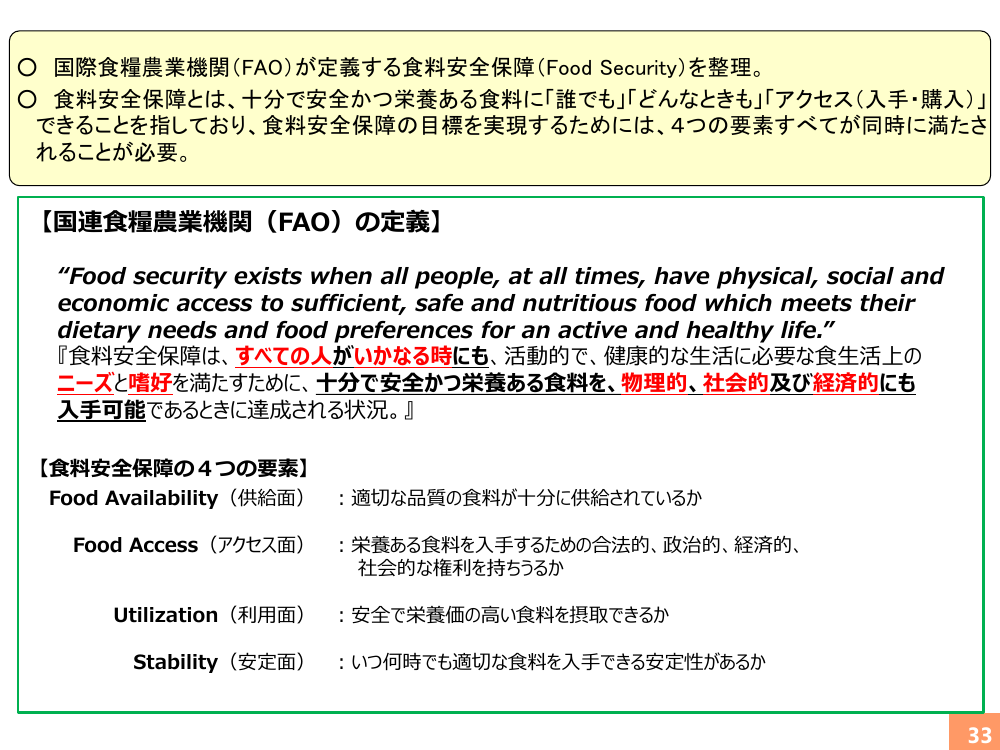 〇　国際食糧農業機関（FAO）が定義する食料安全保障（Food Security）を整理。
〇　食料安全保障とは、十分で安全かつ栄養ある食料に｢誰でも｣｢どんなときも｣｢アクセス（入手・購入）｣
できることを指しており、食料安全保障の目標を実現するためには、４つの要素すべてが同時に満たさ
れることが必要。
【国連食糧農業機関（FAO）の定義】
“Food security exists when all people, at all times, have physical, social and
economic access to sufficient, safe and nutritious food which meets their
dietary needs and food preferences for an active and healthy life.”
『食料安全保障は、すべての人がいかなる時にも、活動的で、健康的な生活に必要な食生活上の
ニーズと嗜好を満たすために、十分で安全かつ栄養ある食料を、物理的、社会的及び経済的にも
入手可能であるときに達成される状況。』
【食料安全保障の４つの要素】
Food Availability（供給面）　：適切な品質の食料が十分に供給されているか
Food Access（アクセス面）　：栄養ある食料を入手するための合法的、政治的、経済的、
社会的な権利を持ちうるか
Utilization（利用面）　：安全で栄養価の高い食料を摂取できるか
Stability（安定面）　：いつ何時でも適切な食料を入手できる安定性があるか
33